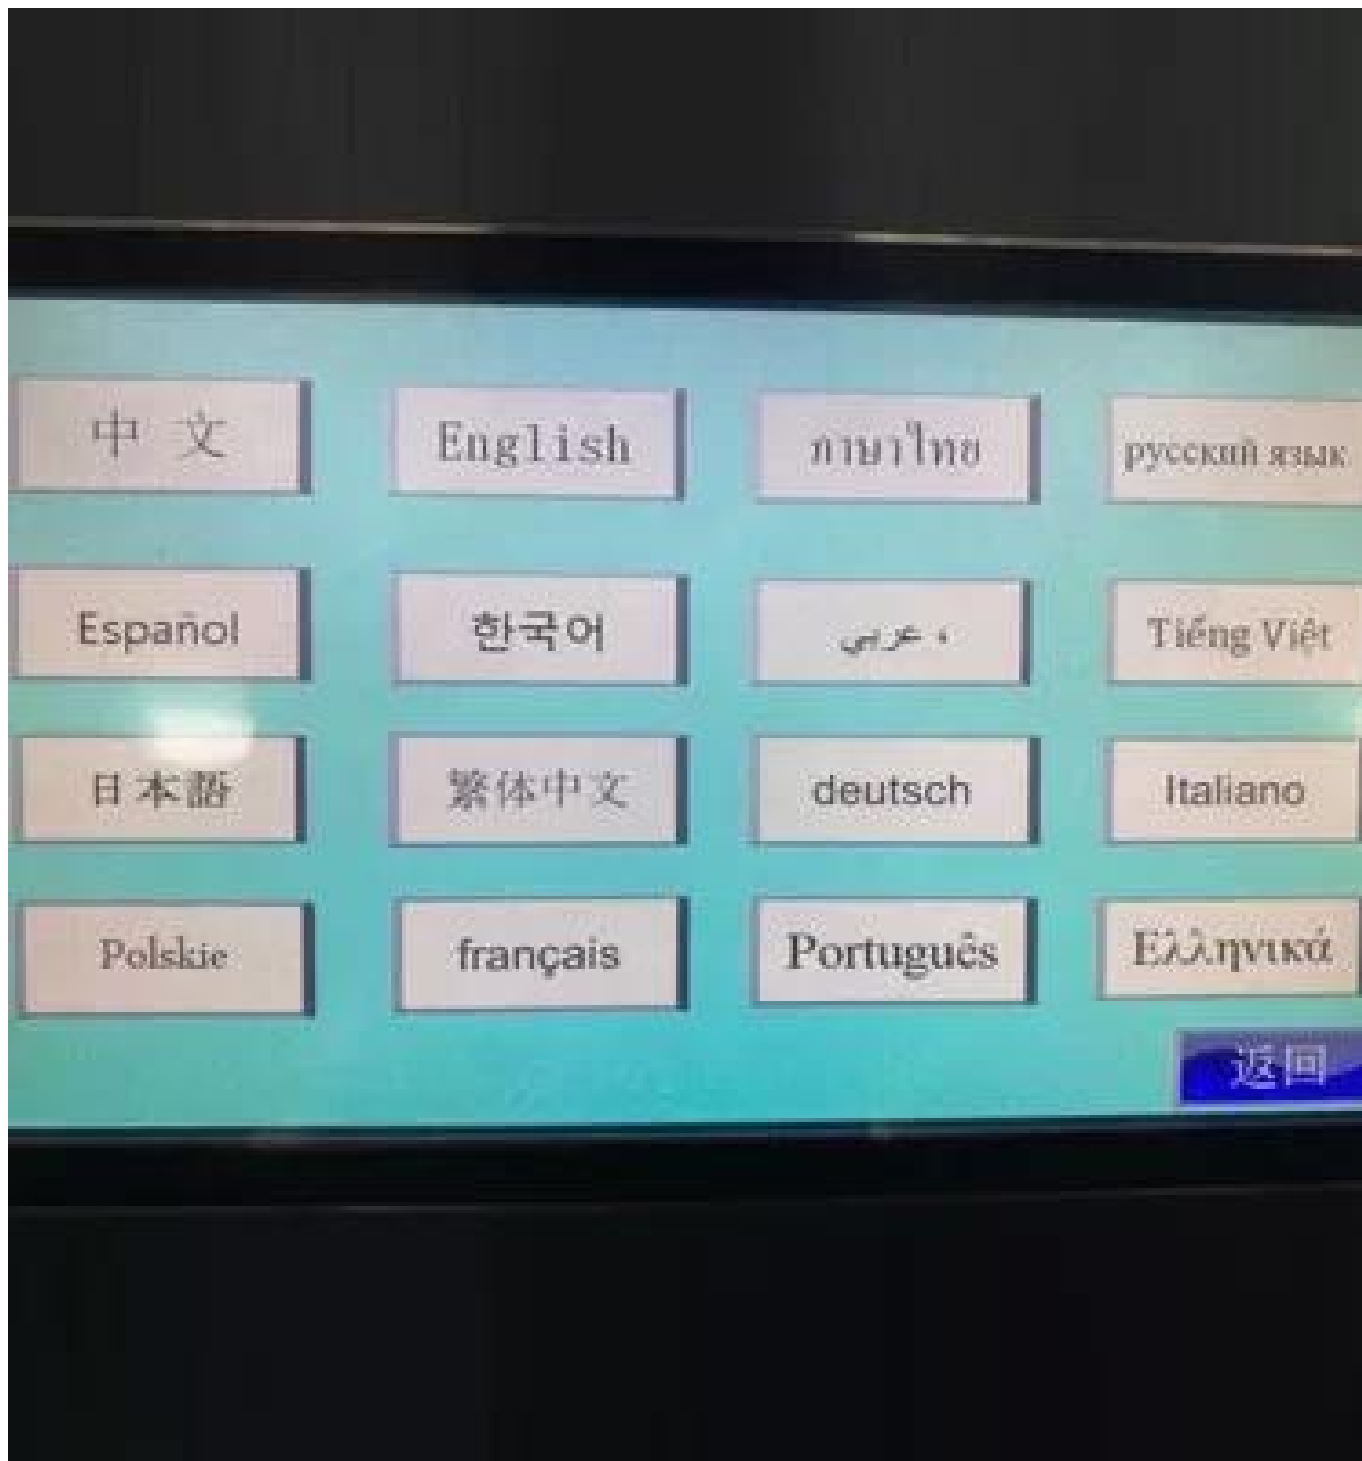 中 文
English
ภาษาไทย
русский язык
Español
한국어
، عربي
Tiếng Việt
日本語
繁体中文
deutsch
Italiano
Polskie
français
Português
Ελληνικά
返回